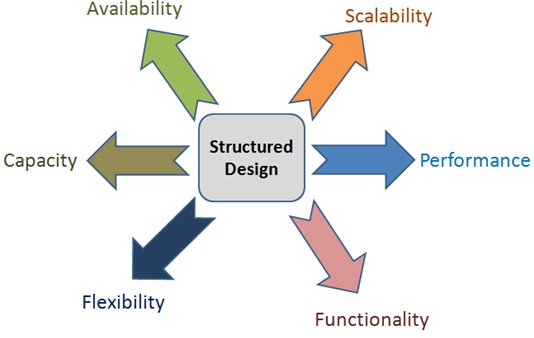 Availability
Scalability
Capacity
Structured
Design
Performance
Flexibility
Functionality